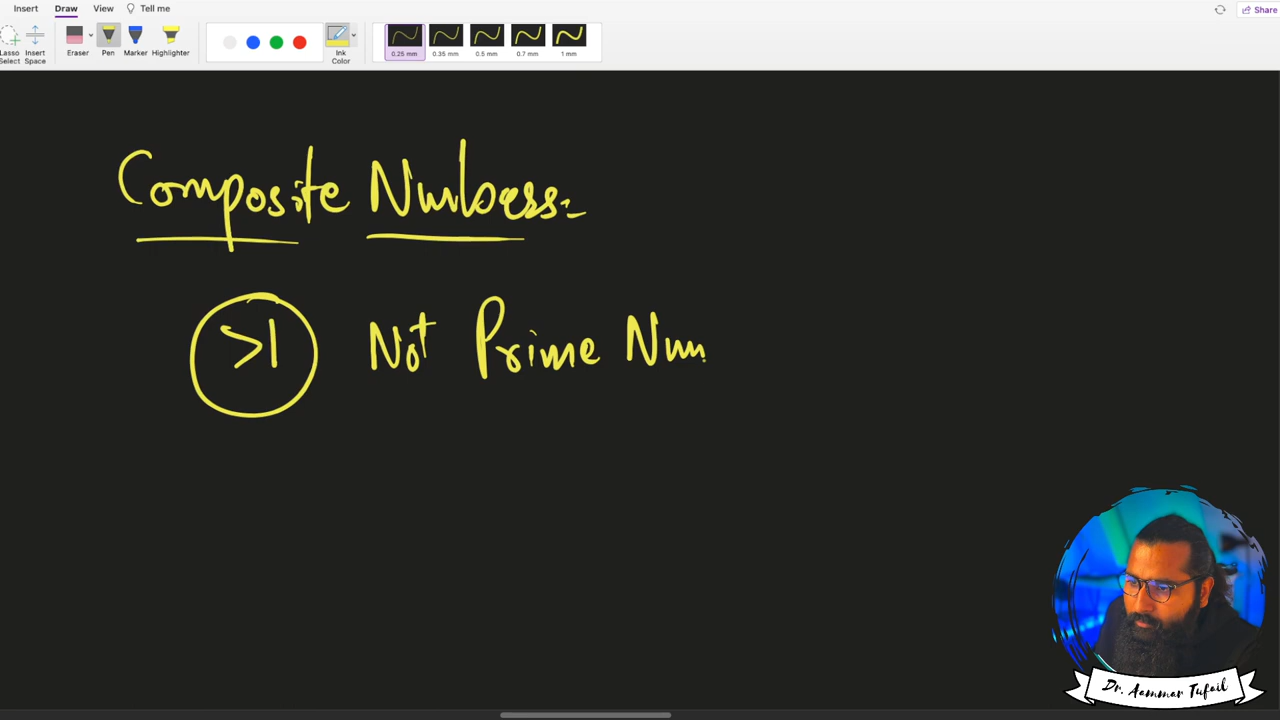 Insert Draw View Tell me
Share
Lasso Select
Insert Space
Eraser
Pen
Marker
Highlighter
Ink Color
0.25 mm 0.35 mm 0.5 mm 0.7 mm 1 mm
Composite Numbers:-
>1 Not Prime Num
Dr. Aammar Tufail